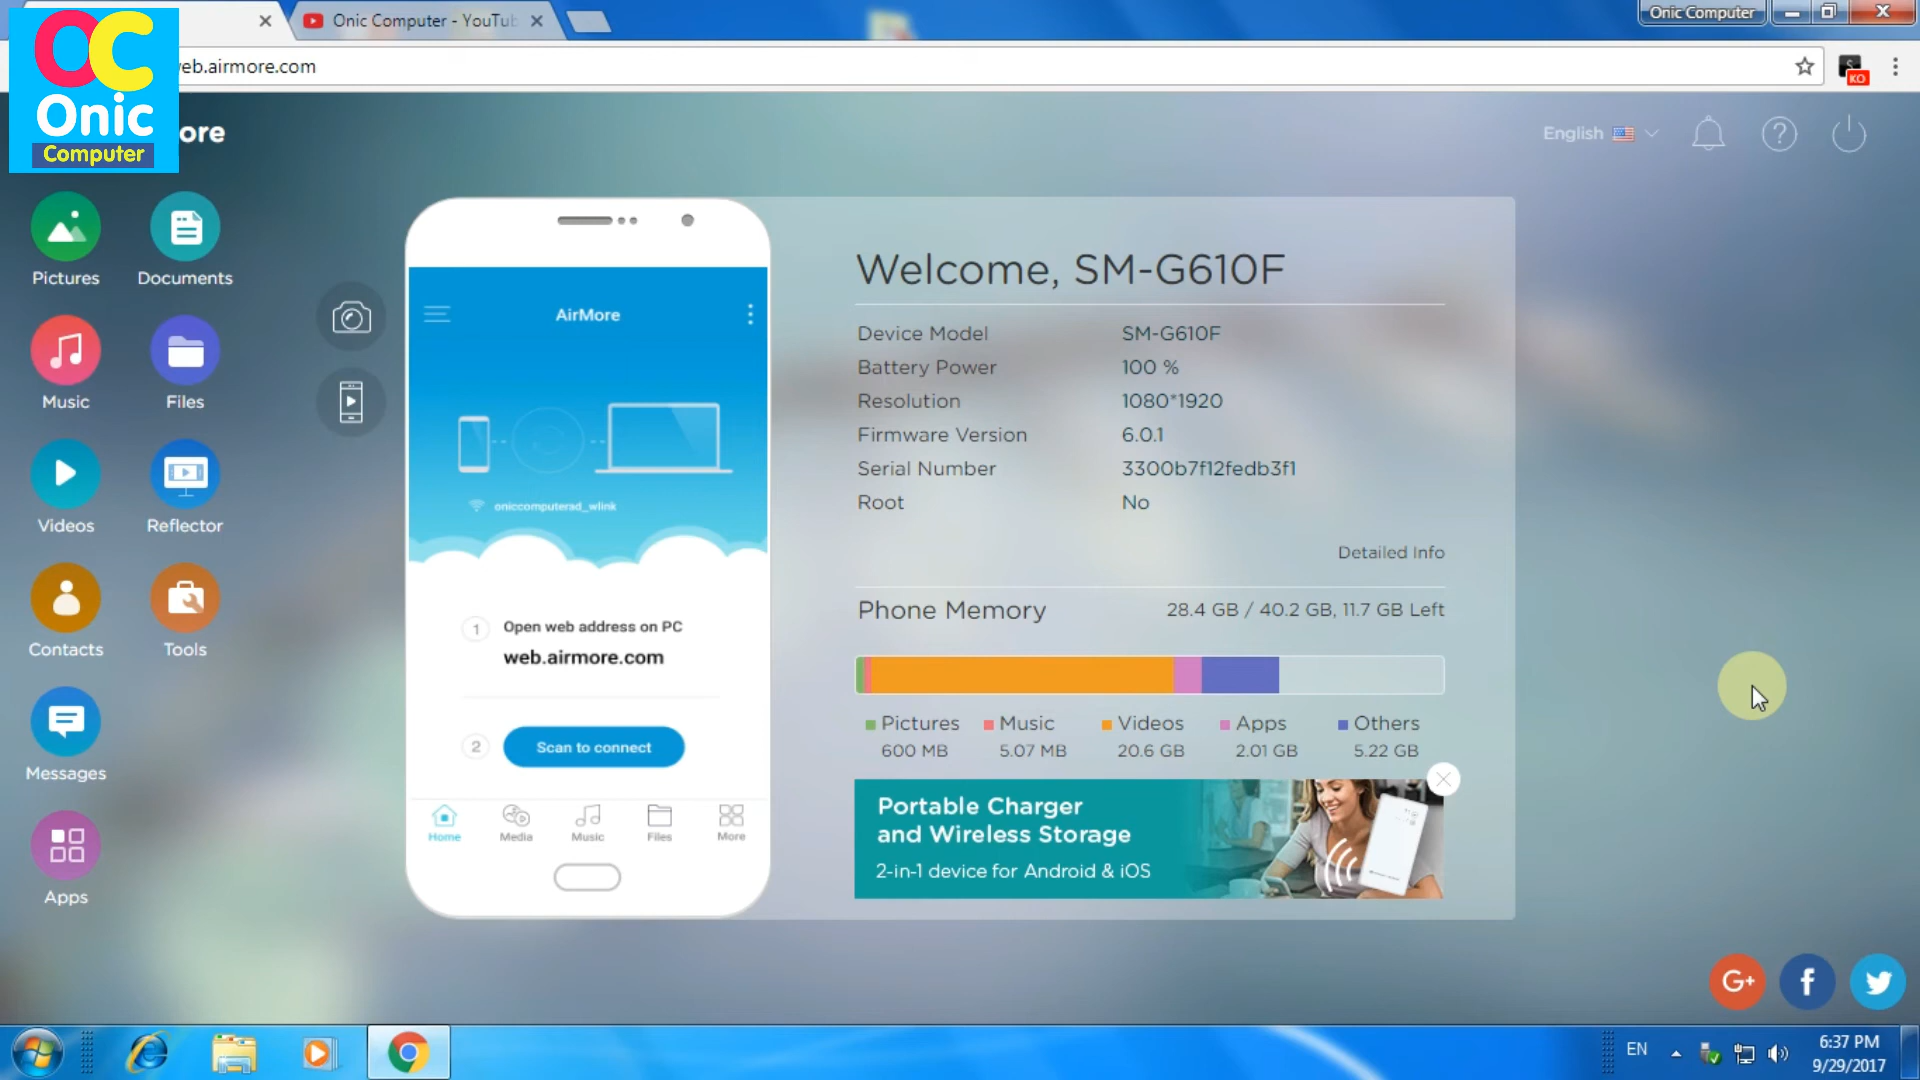 Onic Computer - YouTub
Onic Computer
eb.airmore.com
KO
OC
Onic
Computer
ore
English
Pictures
Documents
Music
Files
Videos
Reflector
Contacts
Tools
Messages
Apps
AirMore
oniccomputerad_wlink
1 Open web address on PC
web.airmore.com
2 Scan to connect
Home Media Music Files More
Welcome, SM-G610F
Device Model SM-G610F
Battery Power 100 %
Resolution 1080*1920
Firmware Version 6.0.1
Serial Number 3300b7f12fedb3f1
Root No
Detailed Info
Phone Memory 28.4 GB / 40.2 GB, 11.7 GB Left
Pictures Music Videos Apps Others
600 MB 5.07 MB 20.6 GB 2.01 GB 5.22 GB
Portable Charger
and Wireless Storage
2-in-1 device for Android & iOS
G+
f
EN
6:37 PM
9/29/2017